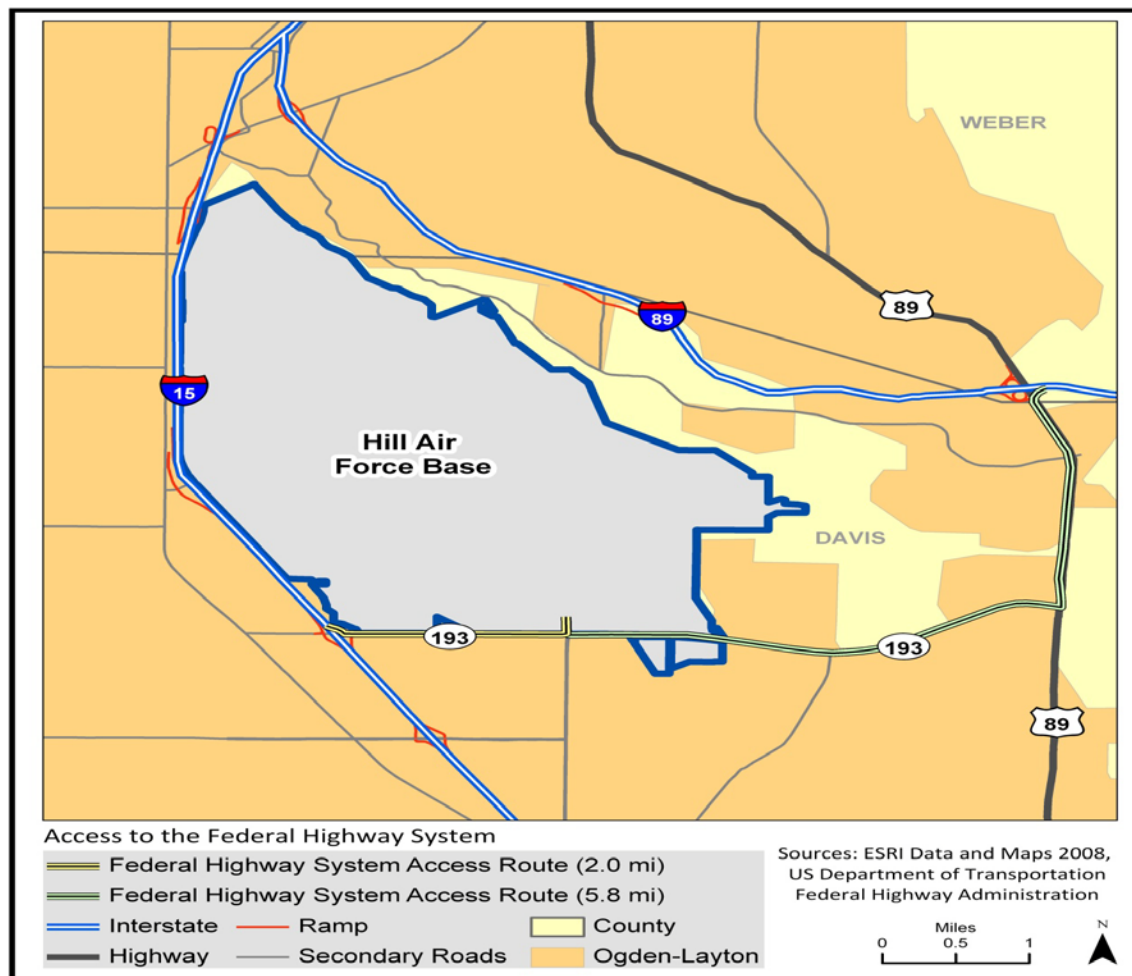 WEBER
89
89
15
Hill Air
Force Base
DAVIS
193
193
89
Access to the Federal Highway System
Federal Highway System Access Route (2.0 mi)
Federal Highway System Access Route (5.8 mi)
Interstate
Ramp
County
Highway
Secondary Roads
Ogden-Layton
Sources: ESRI Data and Maps 2008,
US Department of Transportation
Federal Highway Administration
Miles
0 0.5 1
N